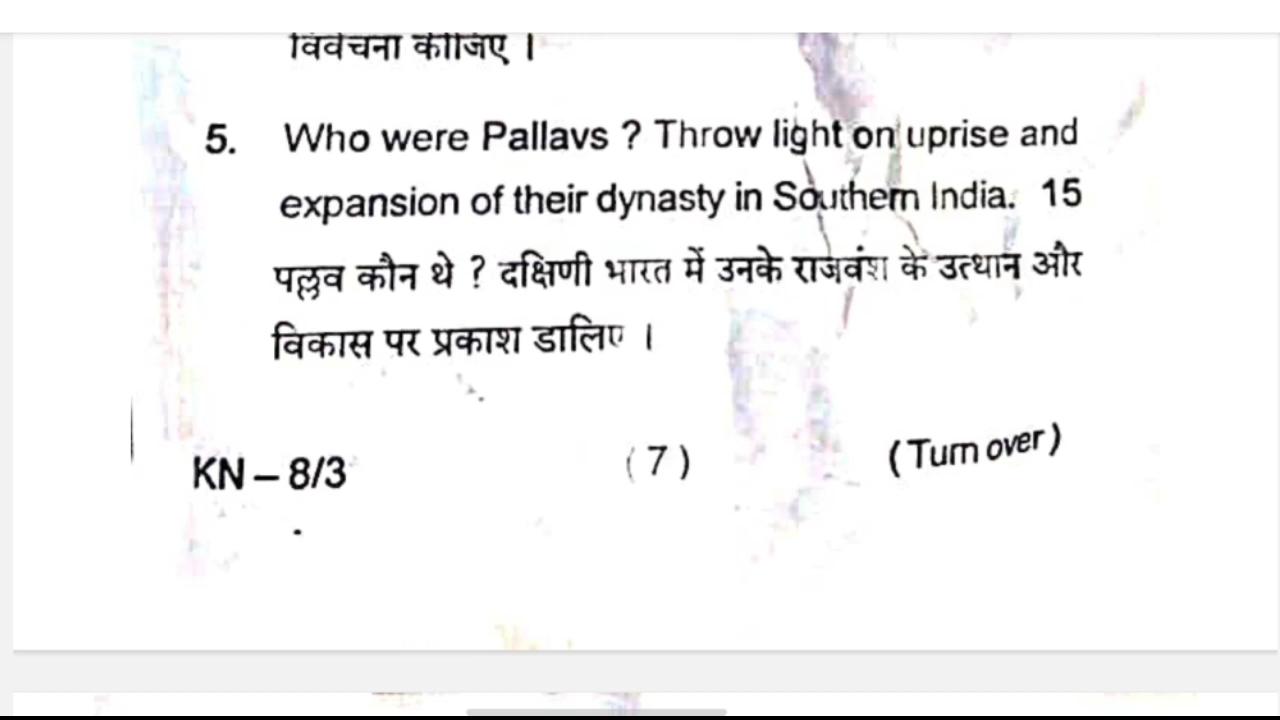 विवेचना कीजिए ।
5. Who were Pallavs ? Throw light on uprise and
expansion of their dynasty in Southern India. 15
पल्लव कौन थे ? दक्षिणी भारत में उनके राजवंश के उत्थान और
विकास पर प्रकाश डालिए ।
KN – 8/3 ( 7 ) ( Turn over )